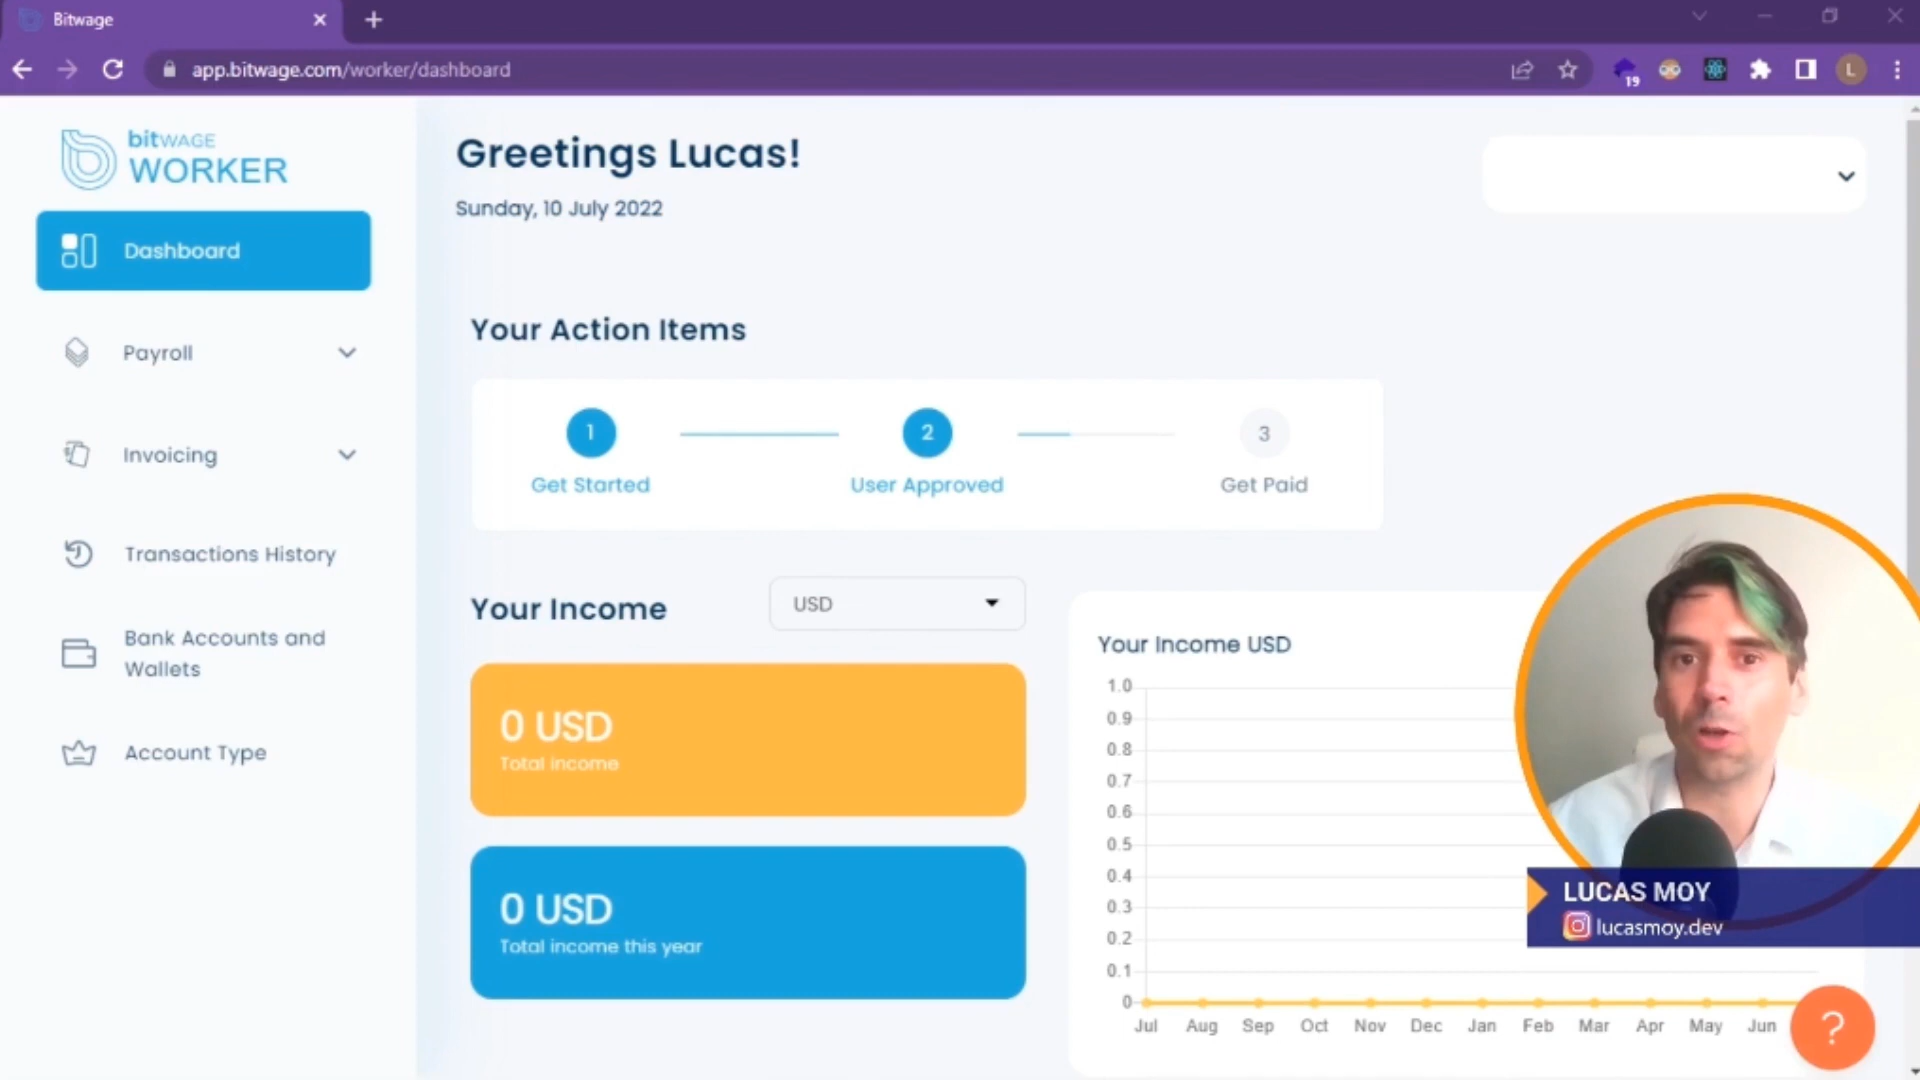 Bitwage
app.bitwage.com/worker/dashboard
19
L
bitWAGE
WORKER
Greetings Lucas!
Sunday, 10 July 2022
Dashboard
Payroll
Invoicing
Transactions History
Bank Accounts and
Wallets
Account Type
Your Action Items
1
2
3
Get Started
User Approved
Get Paid
Your Income
USD
0 USD
Total income
0 USD
Total income this year
Your Income USD
1.0
0.9
0.8
0.7
0.6
0.5
0.4
0.3
0.2
0.1
0
Jul Aug Sep Oct Nov Dec Jan Feb Mar Apr May Jun
LUCAS MOY
lucasmoy.dev
?